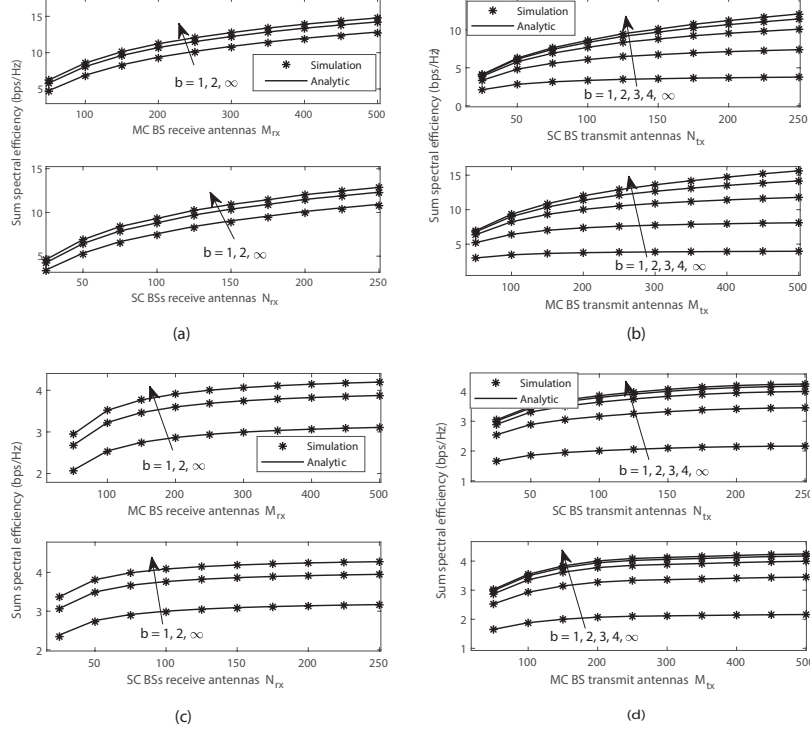 Sum spectral efficiency (bps/Hz)
15
10
5
100
200
300
400
500
MC BS receive antennas M_rx
Simulation
Analytic
b = 1, 2, ∞
15
10
5
50
100
150
200
250
SC BSs receive antennas N_rx
b = 1, 2, ∞
(a)
Sum spectral efficiency (bps/Hz)
Simulation
Analytic
10
5
0
50
100
150
200
250
SC BS transmit antennas N_tx
b = 1, 2, 3, 4, ∞
15
10
5
100
200
300
400
500
MC BS transmit antennas M_tx
b = 1, 2, 3, 4, ∞
(b)
Sum spectral efficiency (bps/Hz)
4
3
2
100
200
300
400
500
MC BS receive antennas M_rx
Simulation
Analytic
b = 1, 2, ∞
4
3
2
50
100
150
200
250
SC BSs receive antennas N_rx
b = 1, 2, ∞
(c)
Sum spectral efficiency (bps/Hz)
Simulation
Analytic
4
3
2
1
50
100
150
200
250
SC BS transmit antennas N_tx
b = 1, 2, 3, 4, ∞
4
3
2
1
100
200
300
400
500
MC BS transmit antennas M_tx
b = 1, 2, 3, 4, ∞
(d)